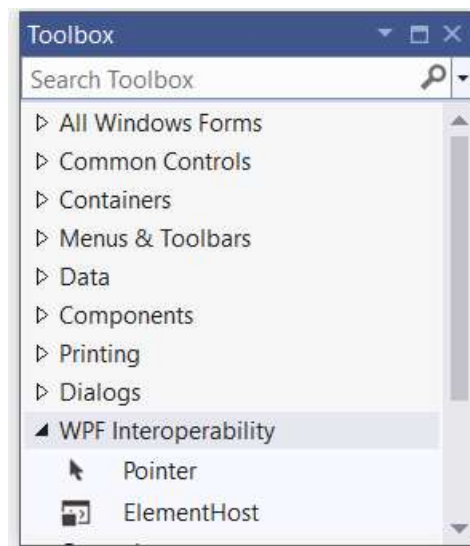 Toolbox
Search Toolbox
All Windows Forms
Common Controls
Containers
Menus & Toolbars
Data
Components
Printing
Dialogs
WPF Interoperability
Pointer
ElementHost